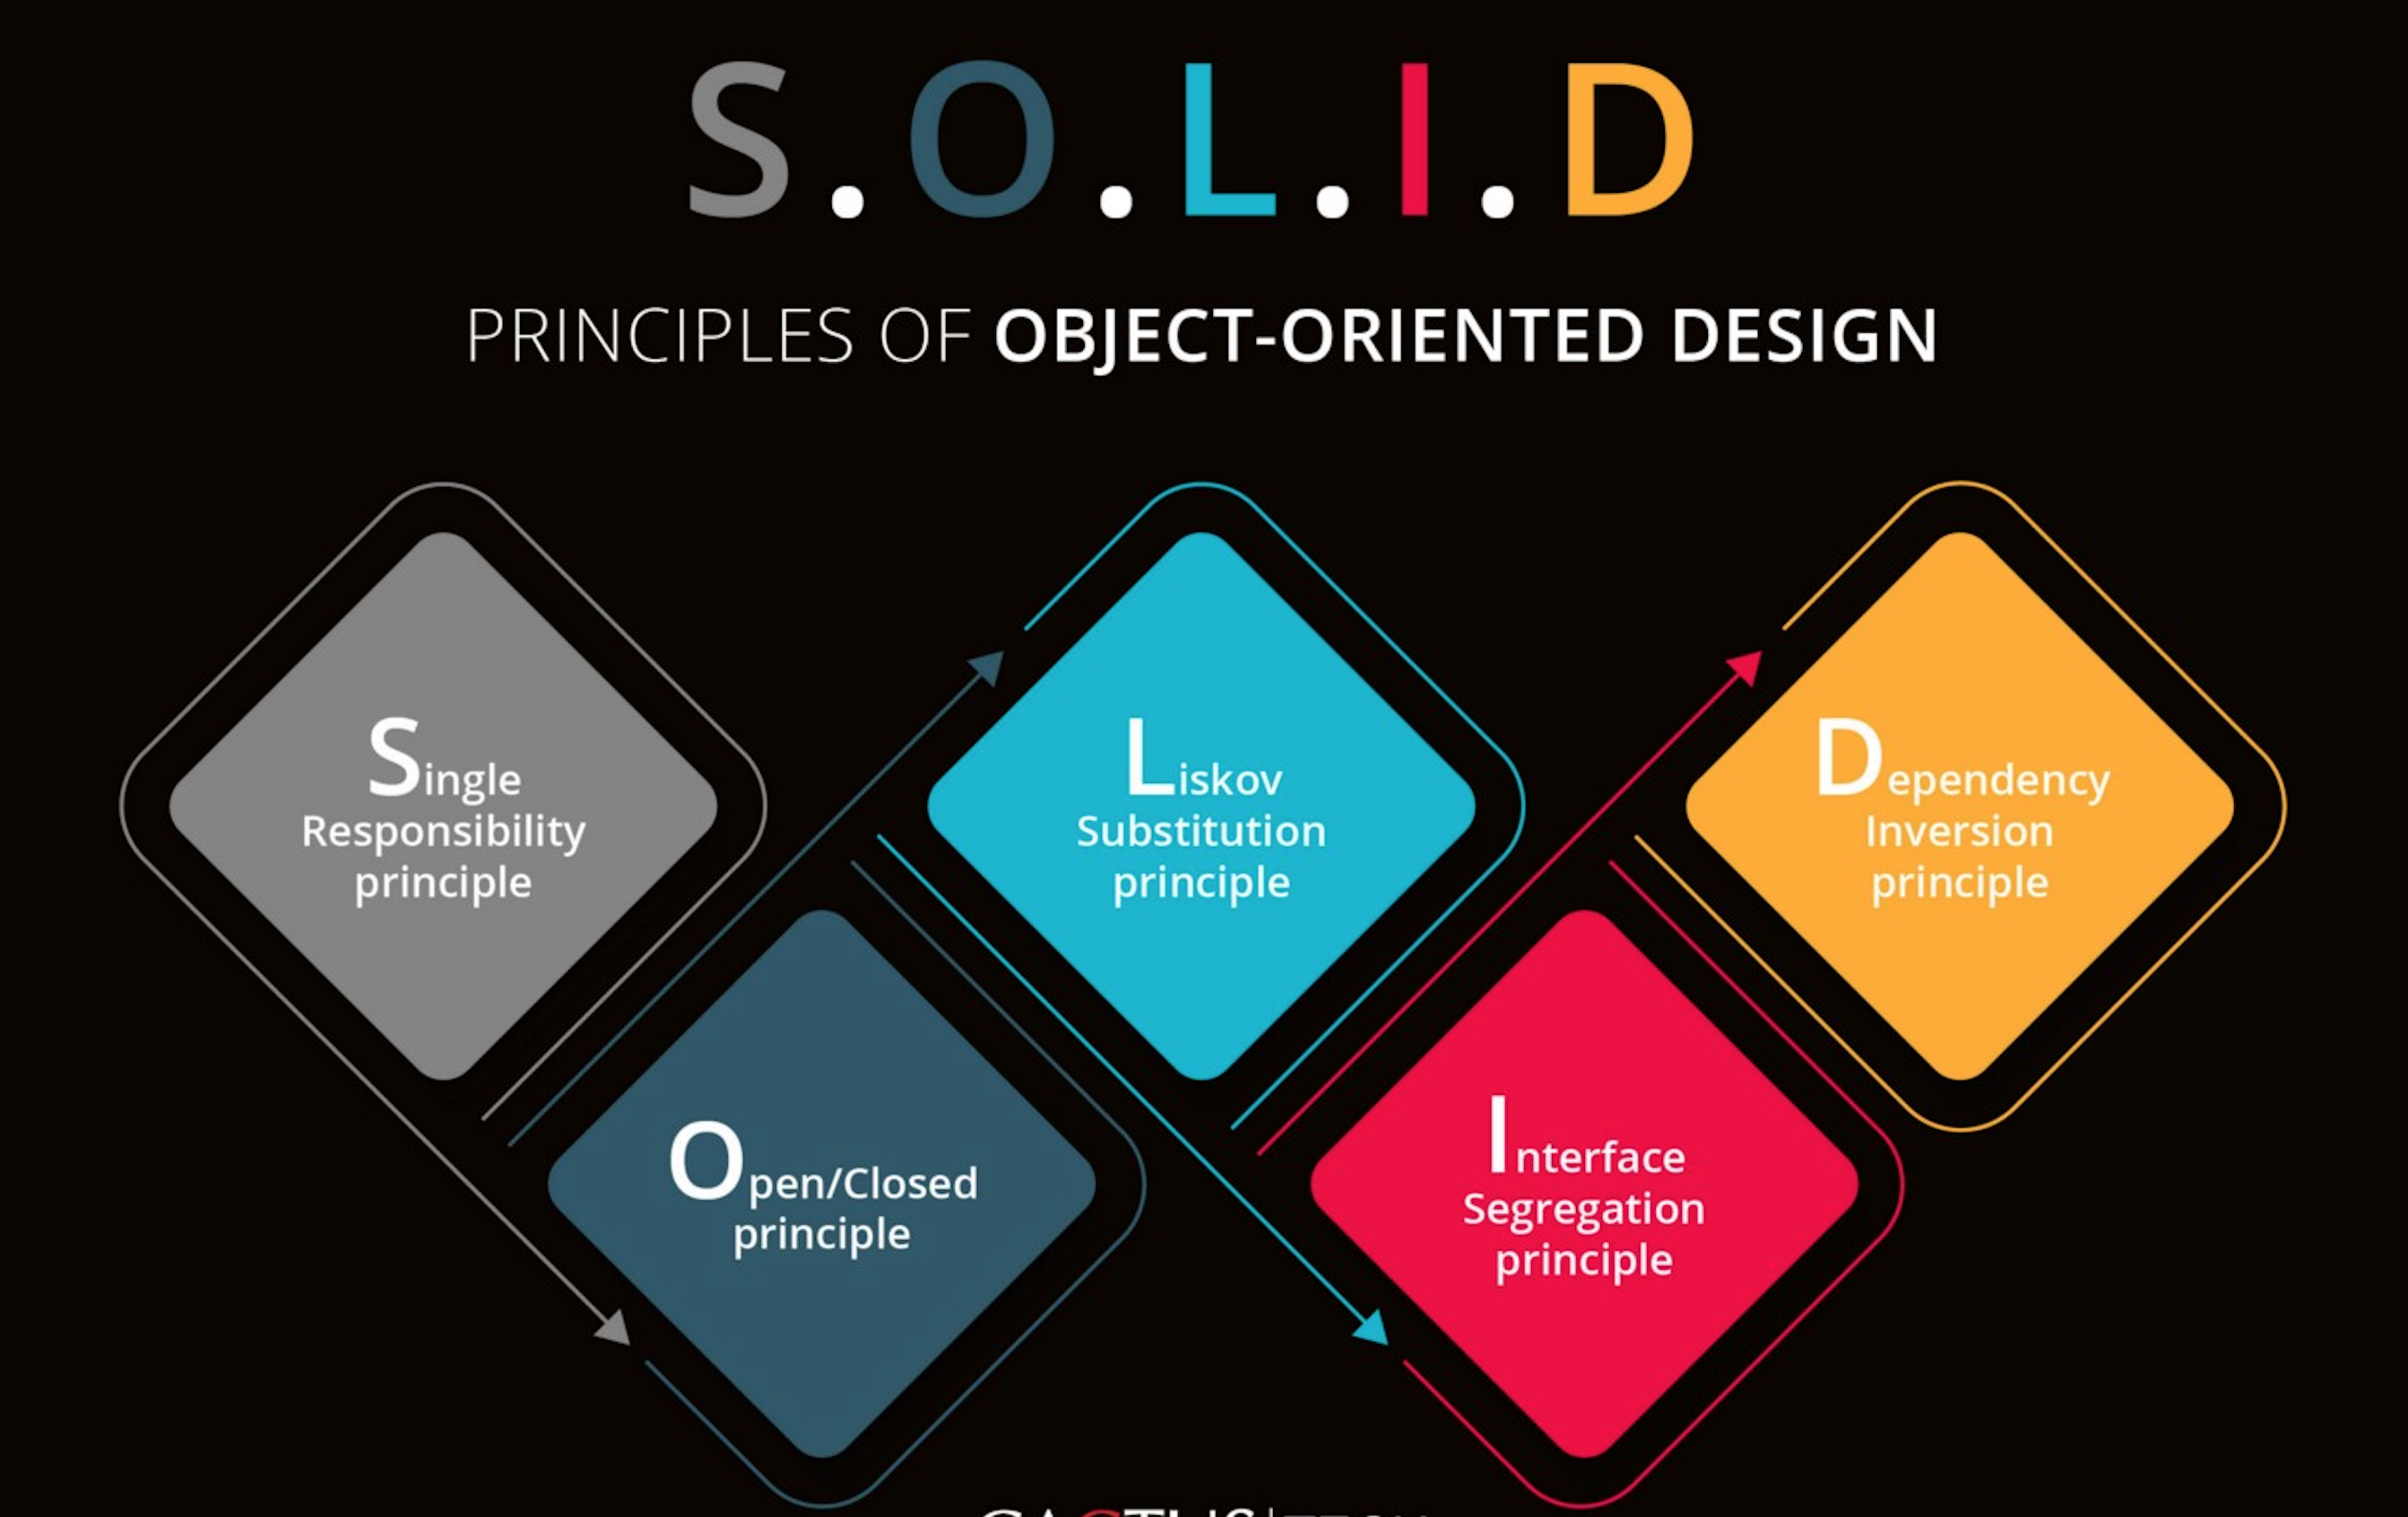 S.O.L.I.D
PRINCIPLES OF OBJECT-ORIENTED DESIGN
Single
Responsibility
principle
Open/Closed
principle
Liskov
Substitution
principle
Interface
Segregation
principle
Dependency
Inversion
principle